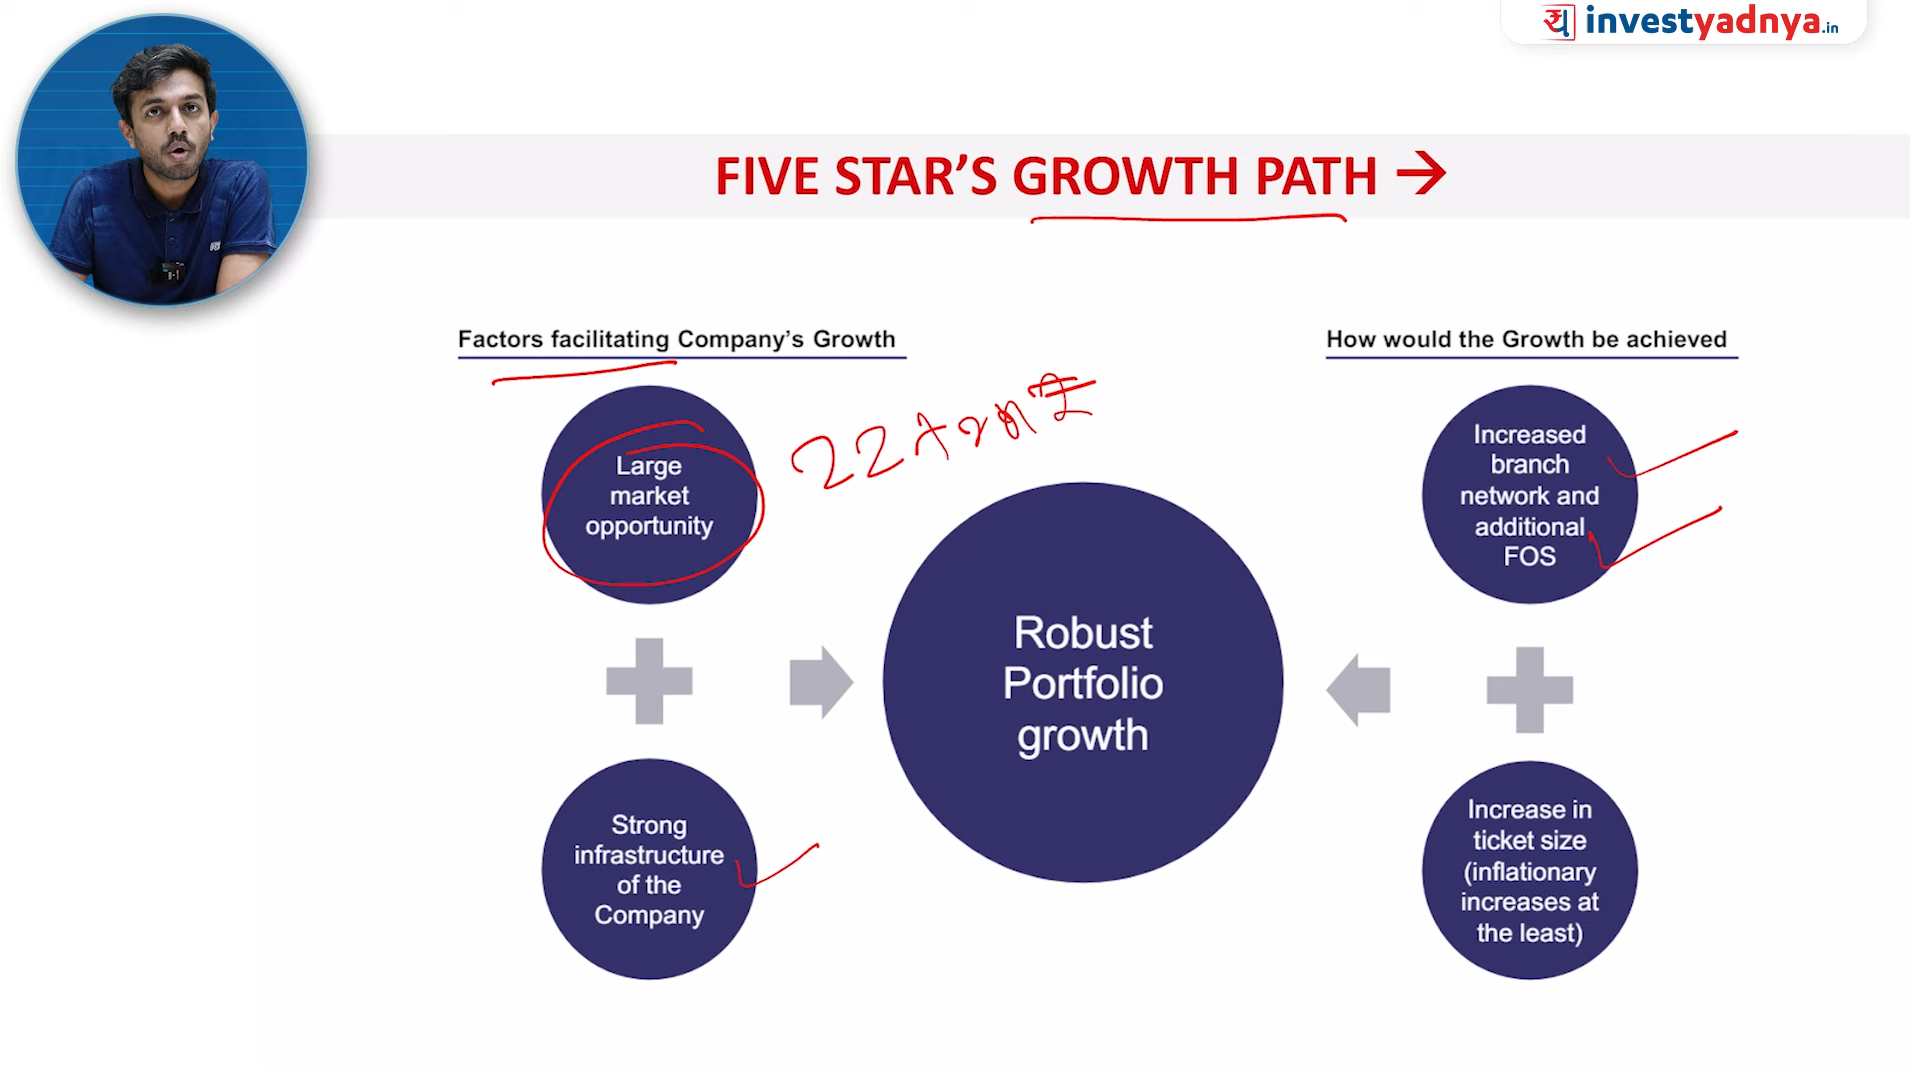 investyadnya.in
FIVE STAR'S GROWTH PATH →
Factors facilitating Company's Growth
How would the Growth be achieved
Large
market
opportunity
22
Increased
branch
network and
additional
FOS
Robust
Portfolio
growth
Strong
infrastructure
of the
Company
Increase in
ticket size
(inflationary
increases at
the least)